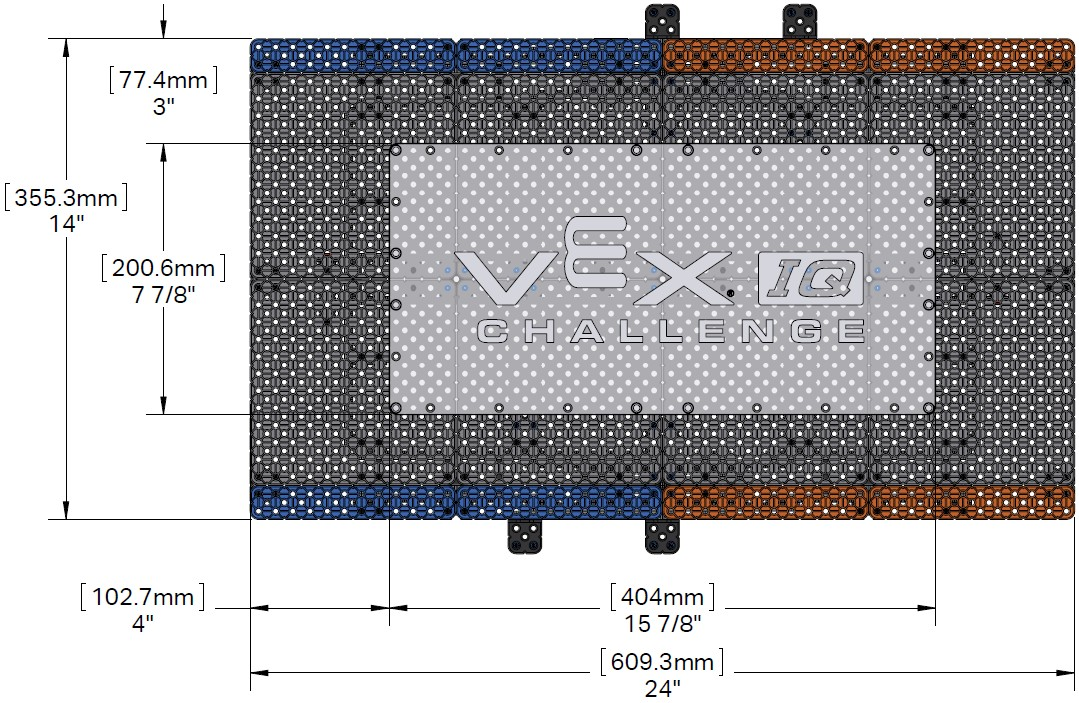 [77.4mm]
3"
[355.3mm]
14"
[200.6mm]
7 7/8"
VEX IQ
CHALLENGE
[102.7mm]
4"
[404mm]
15 7/8"
[609.3mm]
24"